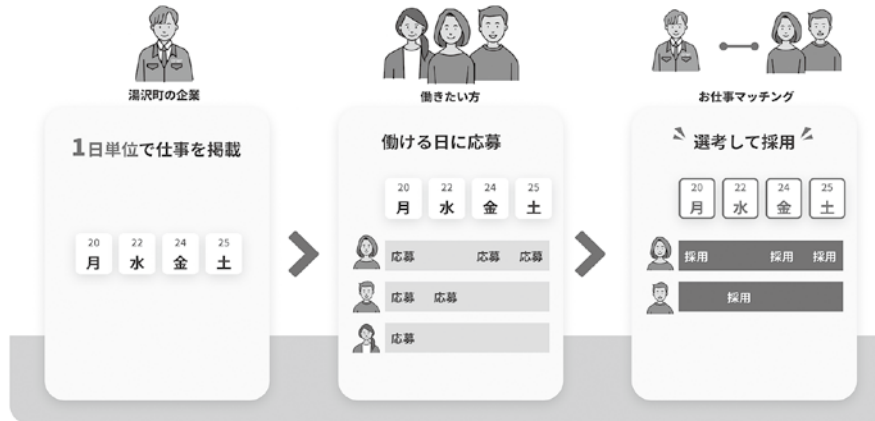 湯沢町の企業
1日単位で仕事を掲載
20 22 24 25
月 水 金 土
働きたい方
働ける日に応募
20 22 24 25
月 水 金 土
応募 応募 応募
応募 応募
応募
お仕事マッチング
選考して採用
20 22 24 25
月 水 金 土
採用 採用 採用
採用